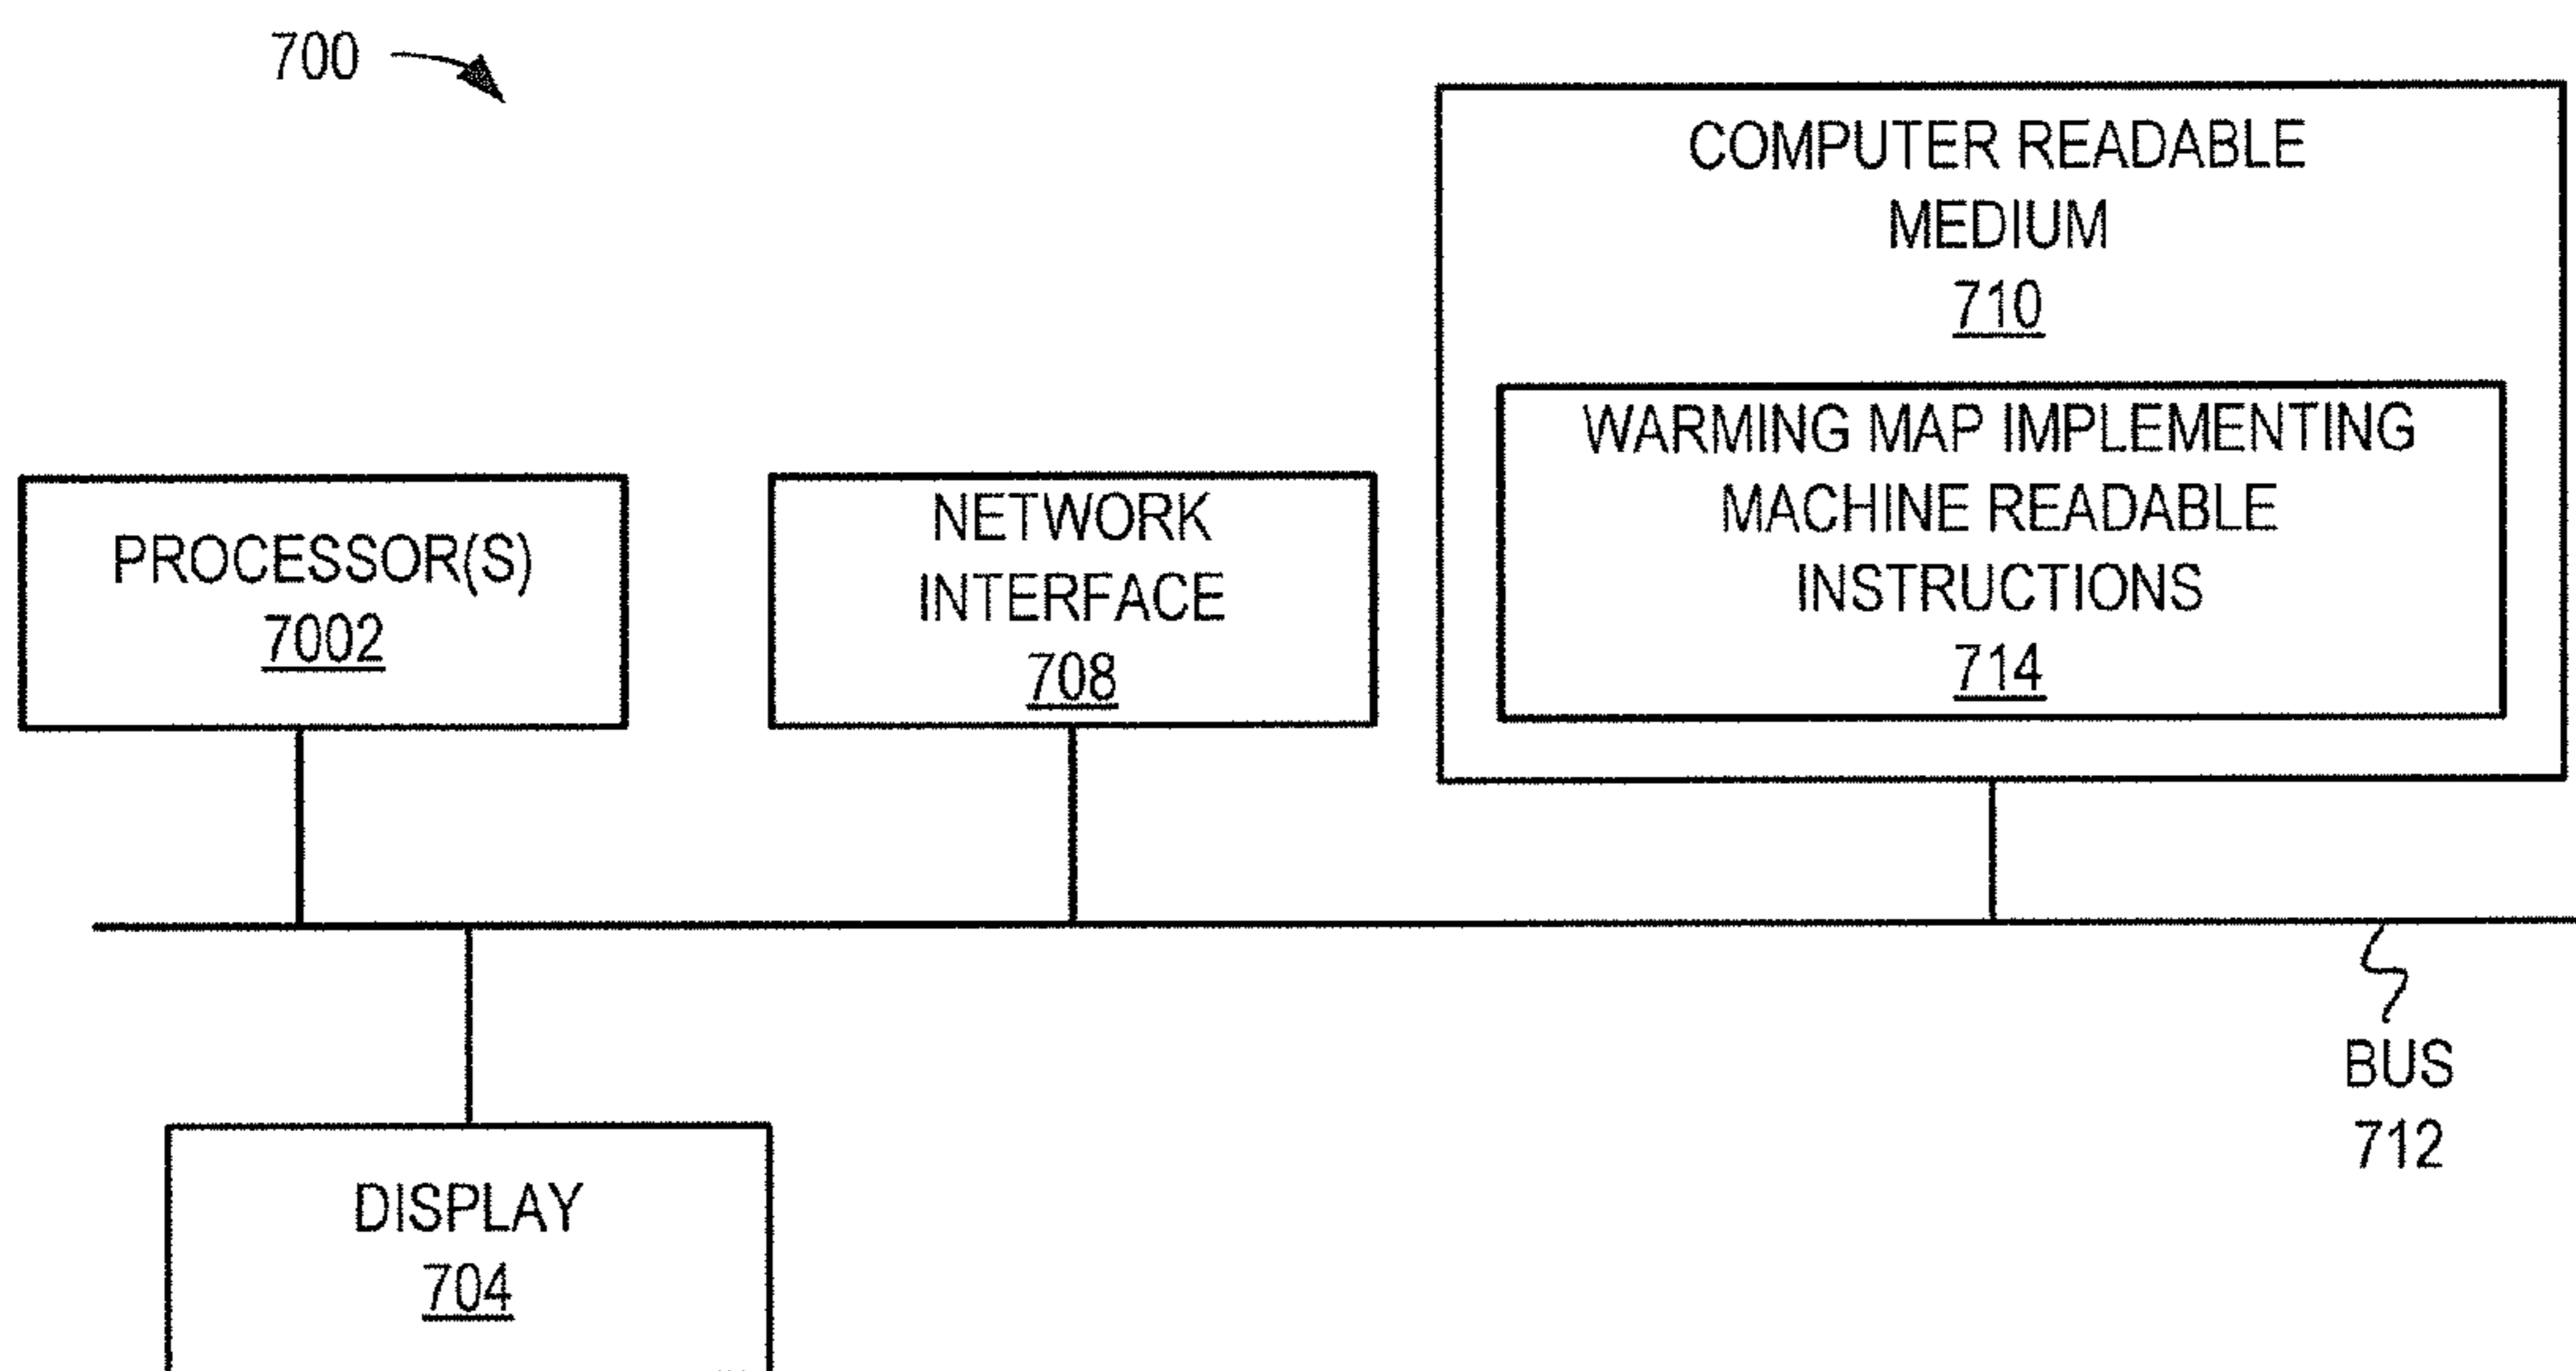 700
COMPUTER READABLE
MEDIUM
710
WARMING MAP IMPLEMENTING
MACHINE READABLE
INSTRUCTIONS
714
PROCESSOR(S)
7002
NETWORK
INTERFACE
708
BUS
712
DISPLAY
704